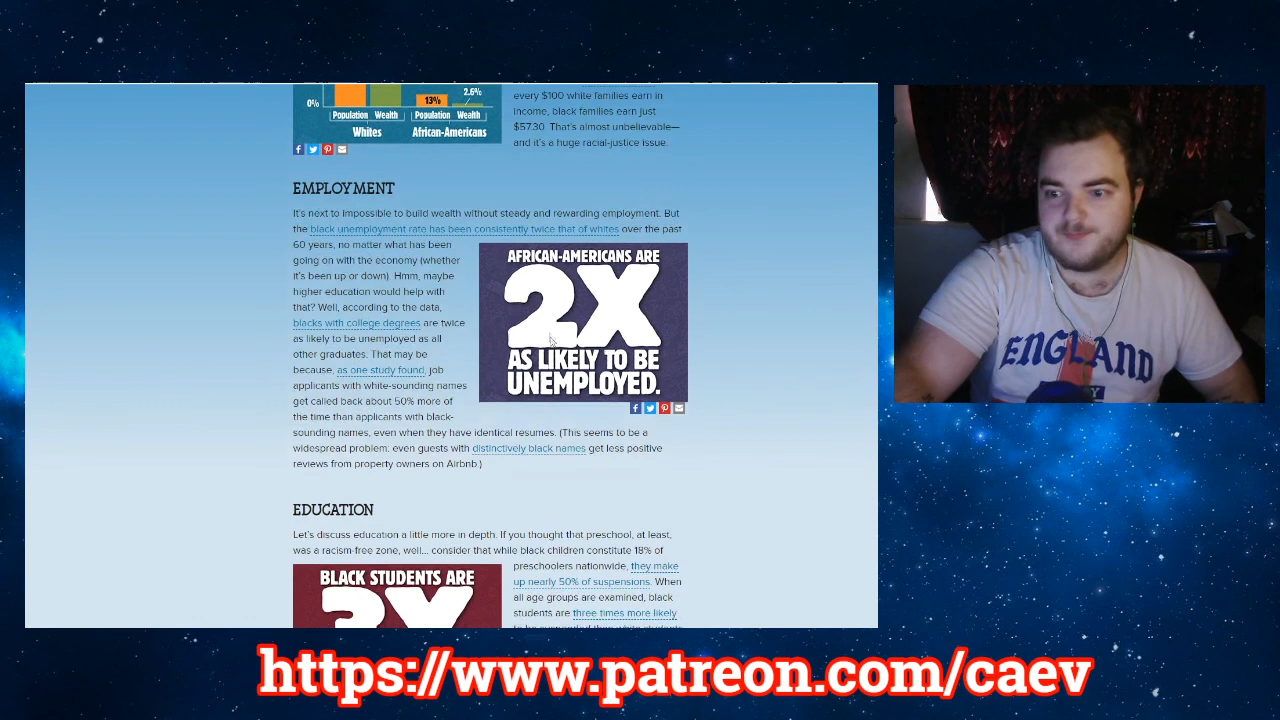 2.6%
0%
13%
Population Wealth Population Wealth
Whites African-Americans
every $100 white families earn in
income, black families earn just
$57.30. That's almost unbelievable—
and it's a huge racial-justice issue.
EMPLOYMENT
It's next to impossible to build wealth without steady and rewarding employment. But
the black unemployment rate has been consistently twice that of whites over the past
60 years, no matter what has been
going on with the economy (whether
it's been up or down). Hmm, maybe
higher education would help with
that? Well, according to the data,
blacks with college degrees are twice
as likely to be unemployed as all
other graduates. That may be
because, as one study found, job
applicants with white-sounding names
get called back about 50% more of
the time than applicants with black-
sounding names, even when they have identical resumes. (This seems to be a
widespread problem: even guests with distinctively black names get less positive
reviews from property owners on Airbnb.)
AFRICAN-AMERICANS ARE
2X
AS LIKELY TO BE
UNEMPLOYED.
EDUCATION
Let's discuss education a little more in depth. If you thought that preschool, at least,
was a racism-free zone, well... consider that while black children constitute 18% of
preschoolers nationwide, they make
up nearly 50% of suspensions. When
all age groups are examined, black
students are three times more likely
to be suspended than white students
BLACK STUDENTS ARE
3X
ENGLAND
https://www.patreon.com/caev